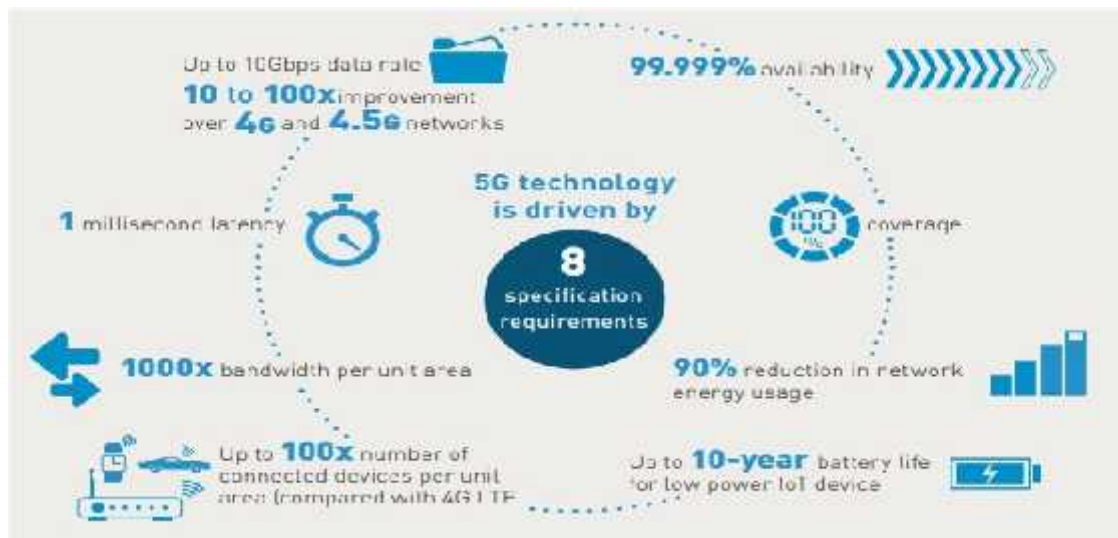 Up to 10Gbps data rate
10 to 100x improvement
over 4G and 4.5G networks
99.999% availability
5G technology
is driven by
8
specification
requirements
1 millisecond latency
100
%
coverage
1000x bandwidth per unit area
90% reduction in network
energy usage
Up to 100x number of
connected devices per unit
area (compared with 4G LTE
Up to 10-year battery life
for low power IoT device